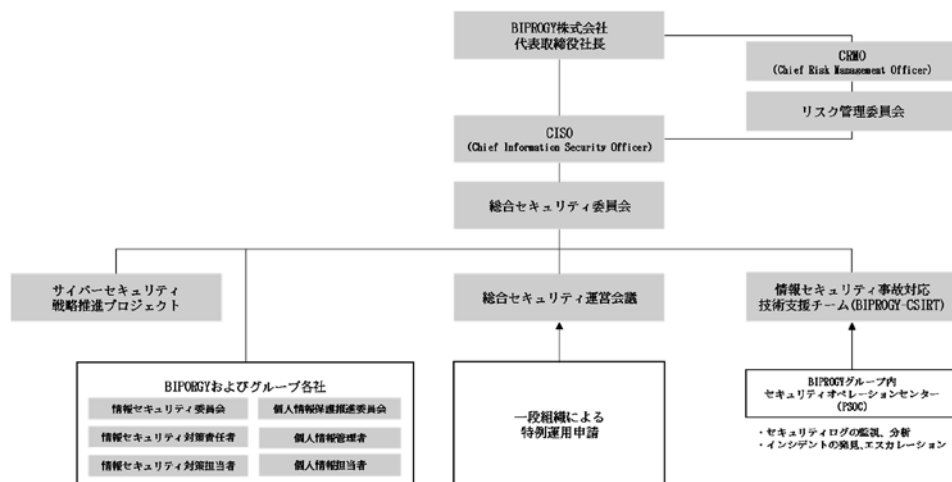 BIPROGY株式会社
代表取締役社長
CRMO
(Chief Risk Management Officer)
リスク管理委員会
CISO
(Chief Information Security Officer)
総合セキュリティ委員会
サイバーセキュリティ
戦略推進プロジェクト
総合セキュリティ運営会議
情報セキュリティ事故対応
技術支援チーム(BIPROGY-CSIRT)
BIPORGYおよびグループ各社
情報セキュリティ委員会
個人情報保護推進委員会
情報セキュリティ対策責任者
個人情報管理者
情報セキュリティ対策担当者
個人情報担当者
一段組織による
特例運用申請
BIPROGYグループ内
セキュリティオペレーションセンター
(PSOC)
・セキュリティログの監視、分析
・インシデントの発見、エスカレーション